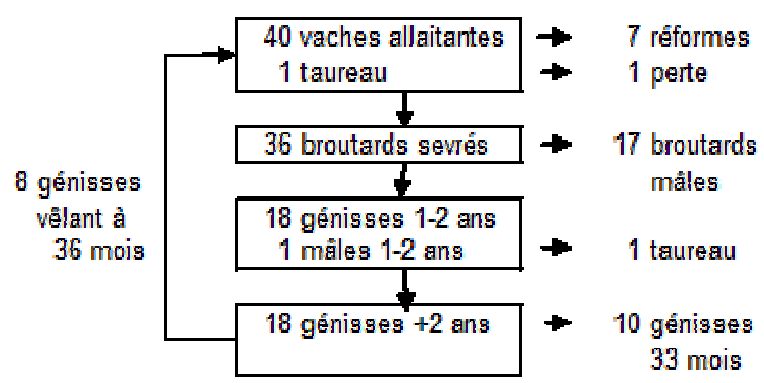 40 vaches allaitantes
1 taureau
7 réformes
1 perte
36 broutards sevrés
17 broutards
mâles
8 génisses
vêlant à
36 mois
18 génisses 1-2 ans
1 mâles 1-2 ans
1 taureau
18 génisses +2 ans
10 génisses
33 mois